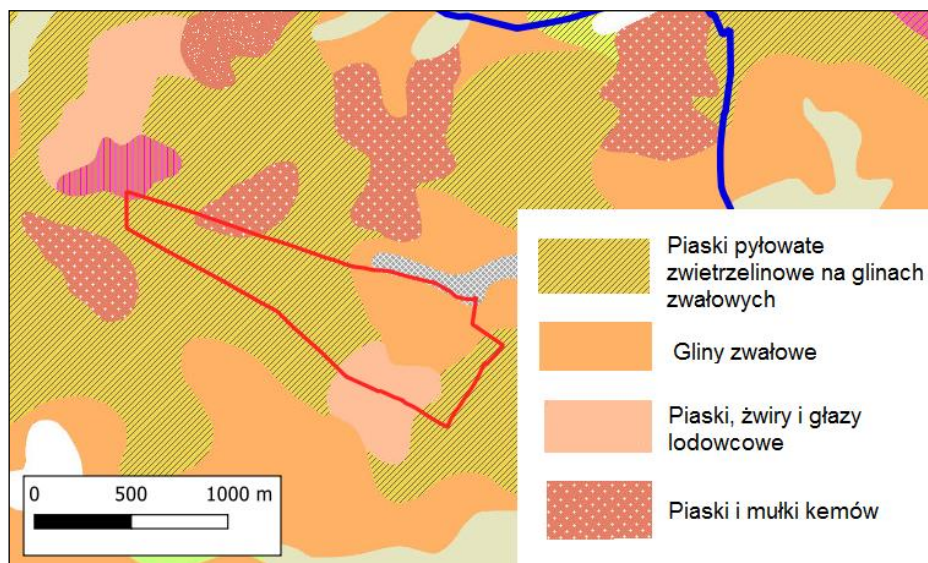 Piaski pyłowate
zwietrzelinowe na glinach
zwałowych
Gliny zwałowe
Piaski, żwiry i głazy
lodowcowe
Piaski i mułki kemów
0 500 1000 m